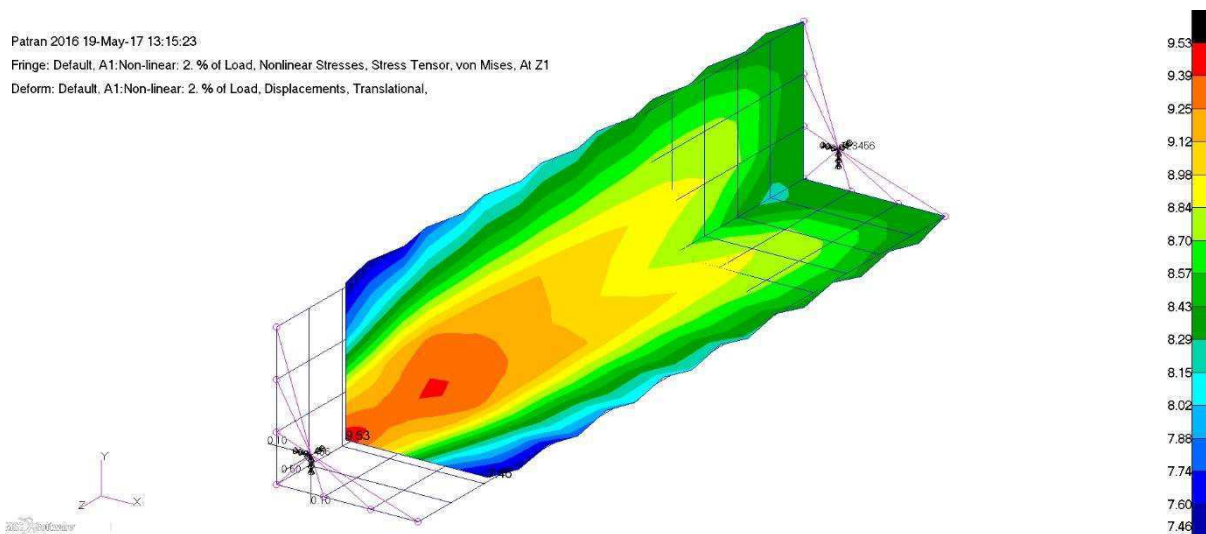 Patran 2016 19-May-17 13:15:23
Fringe: Default, A1:Non-linear: 2. % of Load, Nonlinear Stresses, Stress Tensor, von Mises, At Z1
Deform: Default, A1:Non-linear: 2. % of Load, Displacements, Translational,
9.53
9.39
9.25
9.12
8.98
8.84
8.70
8.57
8.43
8.29
8.15
8.02
7.88
7.74
7.60
7.46
9.53
0.10
0.50
0.10
Y
Z
X
Software